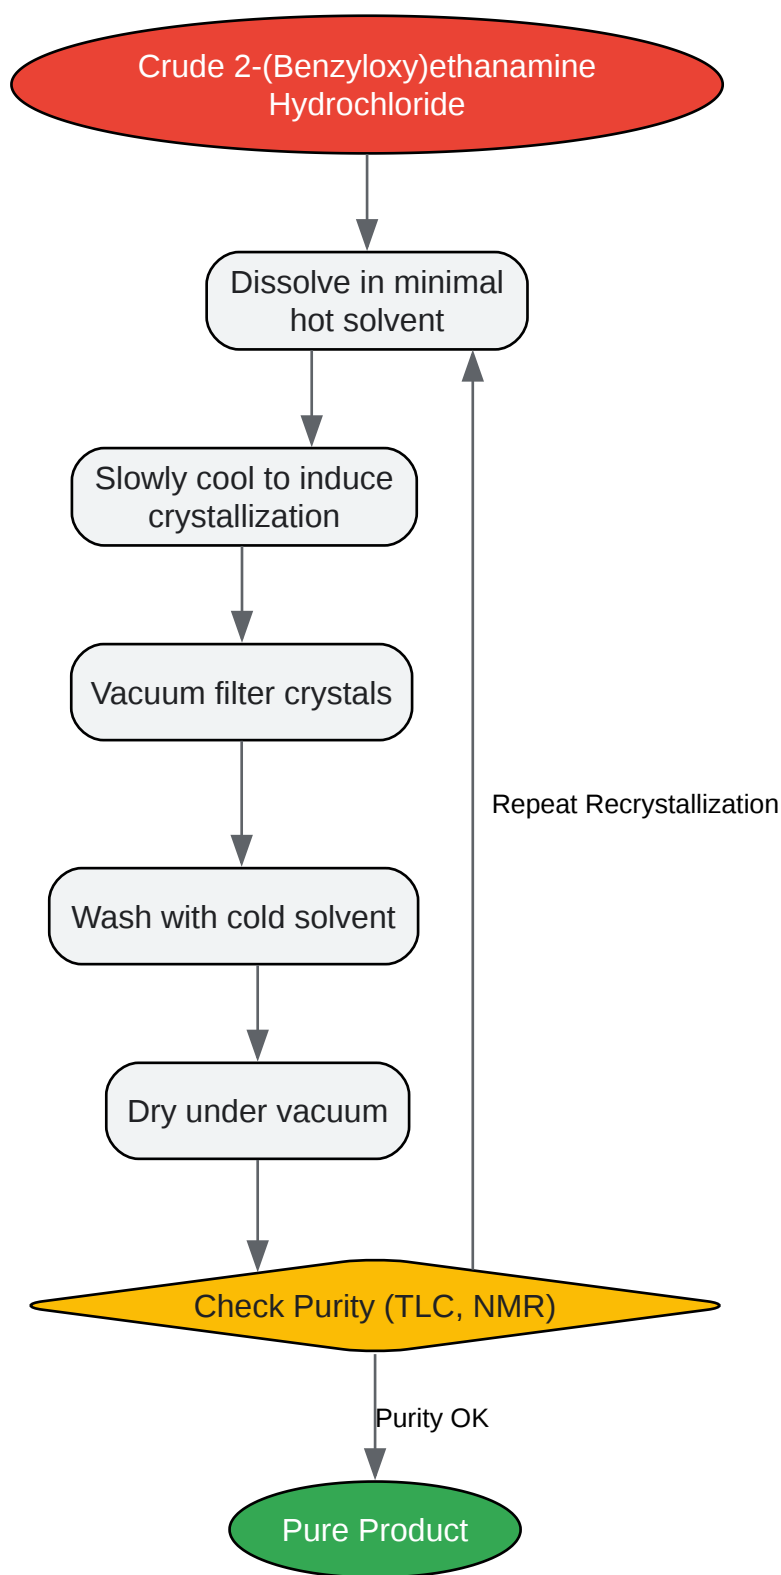 Crude 2-(Benzyloxy)ethanamine
Hydrochloride
Dissolve in minimal
hot solvent
Slowly cool to induce
crystallization
Vacuum filter crystals
Repeat Recrystallization
Wash with cold solvent
Dry under vacuum
Check Purity (TLC, NMR)
Purity OK
Pure Product